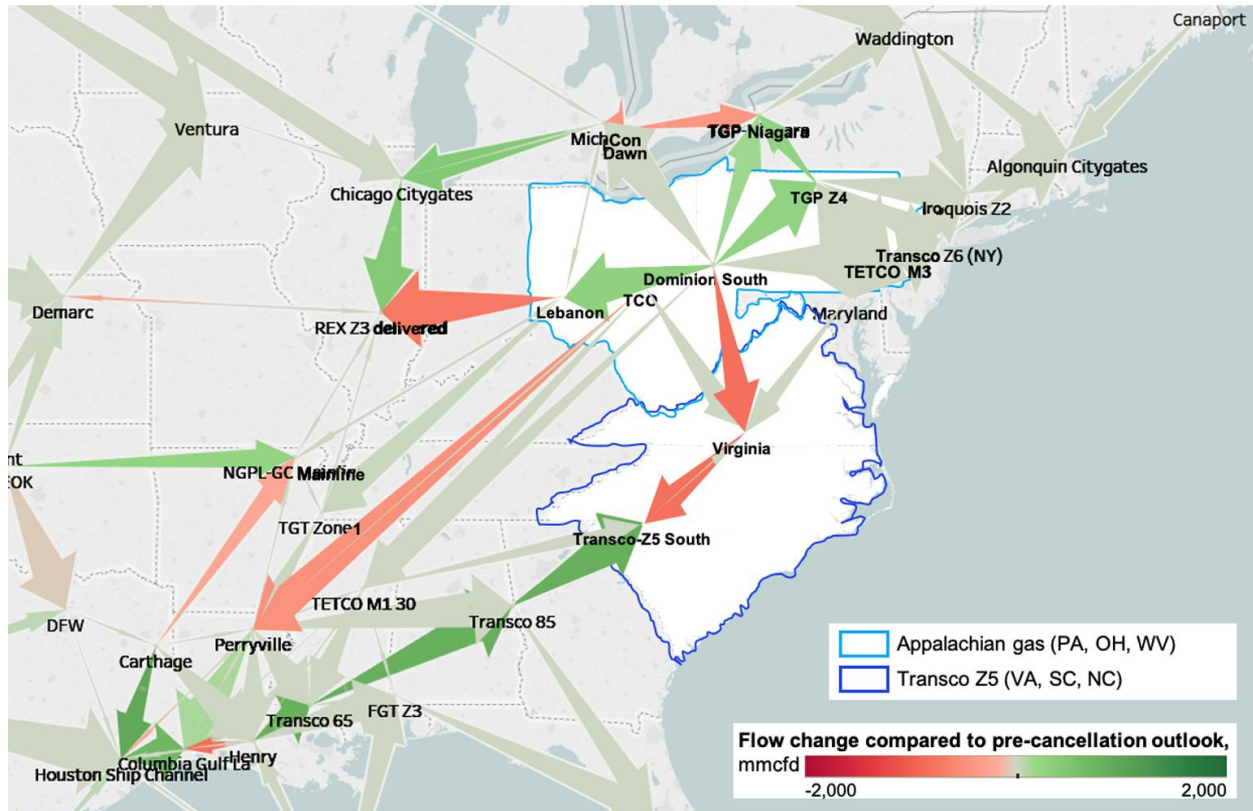 Canaport
Waddington
Ventura
MichCon
Dawn
TGP-Niagara
Algonquin Citygates
Chicago Citygates
TGP Z4
Iroquois Z2
Transco Z6 (NY)
TETCO M3
Dominion South
TCO
Demarc
Lebanon
Maryland
REX Z3 delivered
Virginia
nt
EOK
NGPL-GC Mainlin
Mainline
TGT Zone1
Transco-Z5 South
TETCO M1 30
DFW
Transco 85
Perryville
Carthage
Appalachian gas (PA, OH, WV)
Transco Z5 (VA, SC, NC)
Transco 65
FGT Z3
Henry
Columbia Gulf La
Houston Ship Channel
Flow change compared to pre-cancellation outlook,
mmcfd
-2,000
2,000